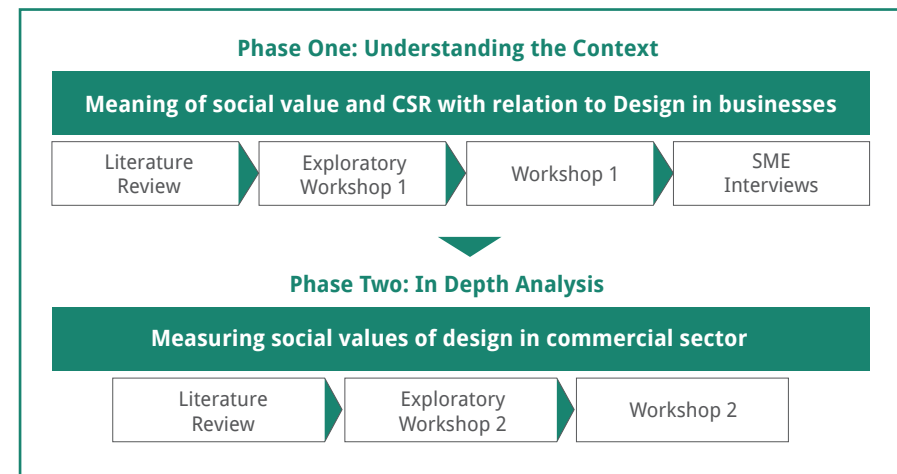 Phase One: Understanding the Context
Meaning of social value and CSR with relation to Design in businesses
Literature
Review
Exploratory
Workshop 1
Workshop 1
SME
Interviews
Phase Two: In Depth Analysis
Measuring social values of design in commercial sector
Literature
Review
Exploratory
Workshop 2
Workshop 2